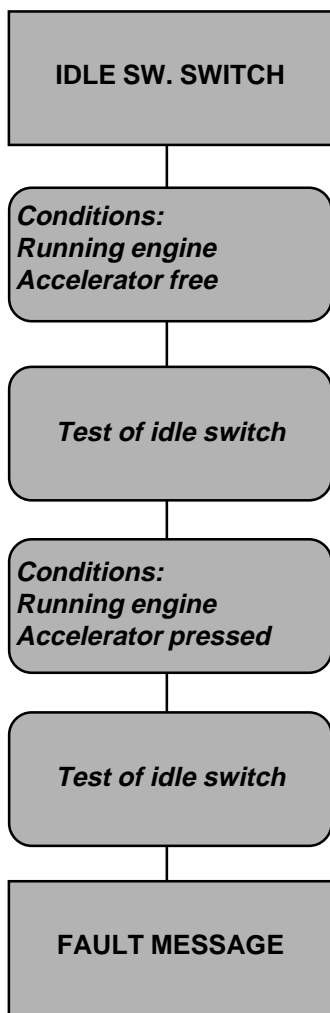 IDLE SW. SWITCH
Conditions:
Running engine
Accelerator free
Test of idle switch
Conditions:
Running engine
Accelerator pressed
Test of idle switch
FAULT MESSAGE